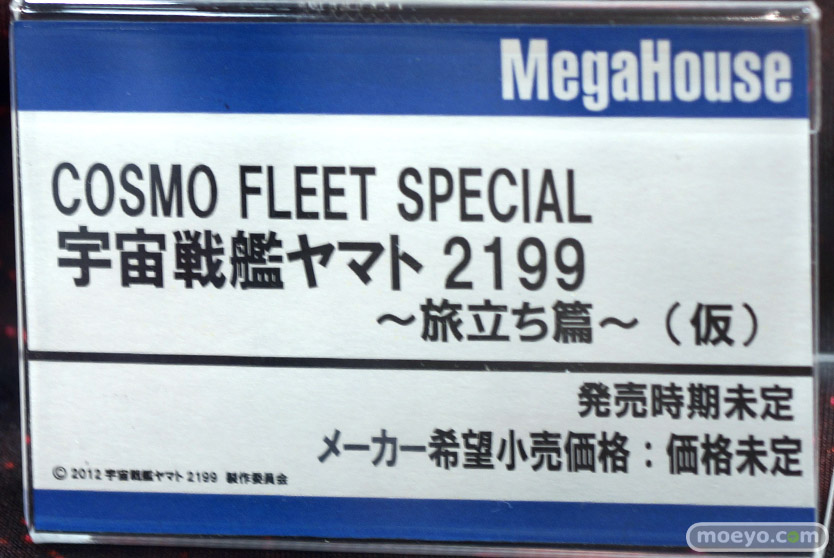 MegaHouse
COSMO FLEET SPECIAL
宇宙戦艦ヤマト 2199
～旅立ち篇～（仮）
発売時期未定
メーカー希望小売価格：価格未定
© 2012 宇宙戦艦ヤマト 2199 製作委員会
moeyo.com